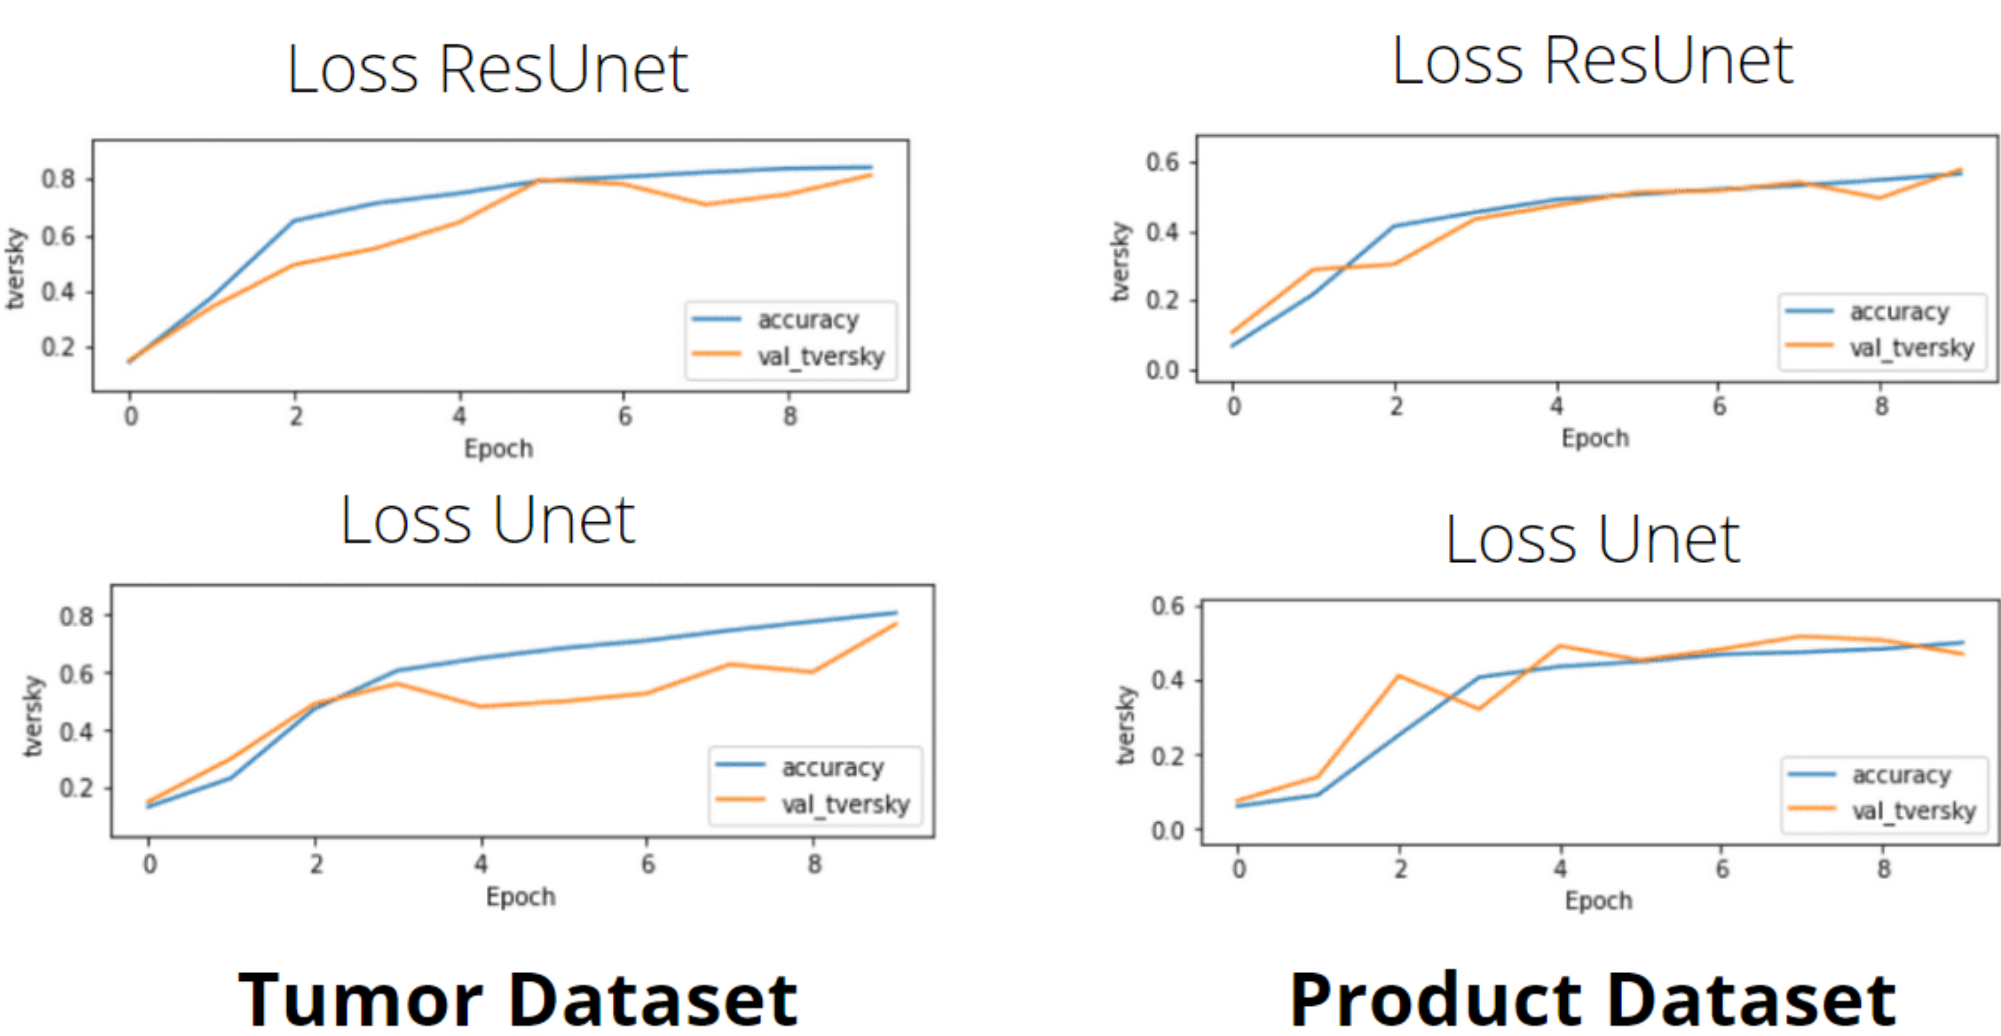 Loss ResUnet
tversky
0.8
0.6
0.4
0.2
accuracy
val_tversky
0 2 4 6 8
Epoch
Loss Unet
tversky
0.8
0.6
0.4
0.2
accuracy
val_tversky
0 2 4 6 8
Epoch
Tumor Dataset
Loss ResUnet
tversky
0.6
0.4
0.2
0.0
accuracy
val_tversky
0 2 4 6 8
Epoch
Loss Unet
tversky
0.6
0.4
0.2
0.0
accuracy
val_tversky
0 2 4 6 8
Epoch
Product Dataset